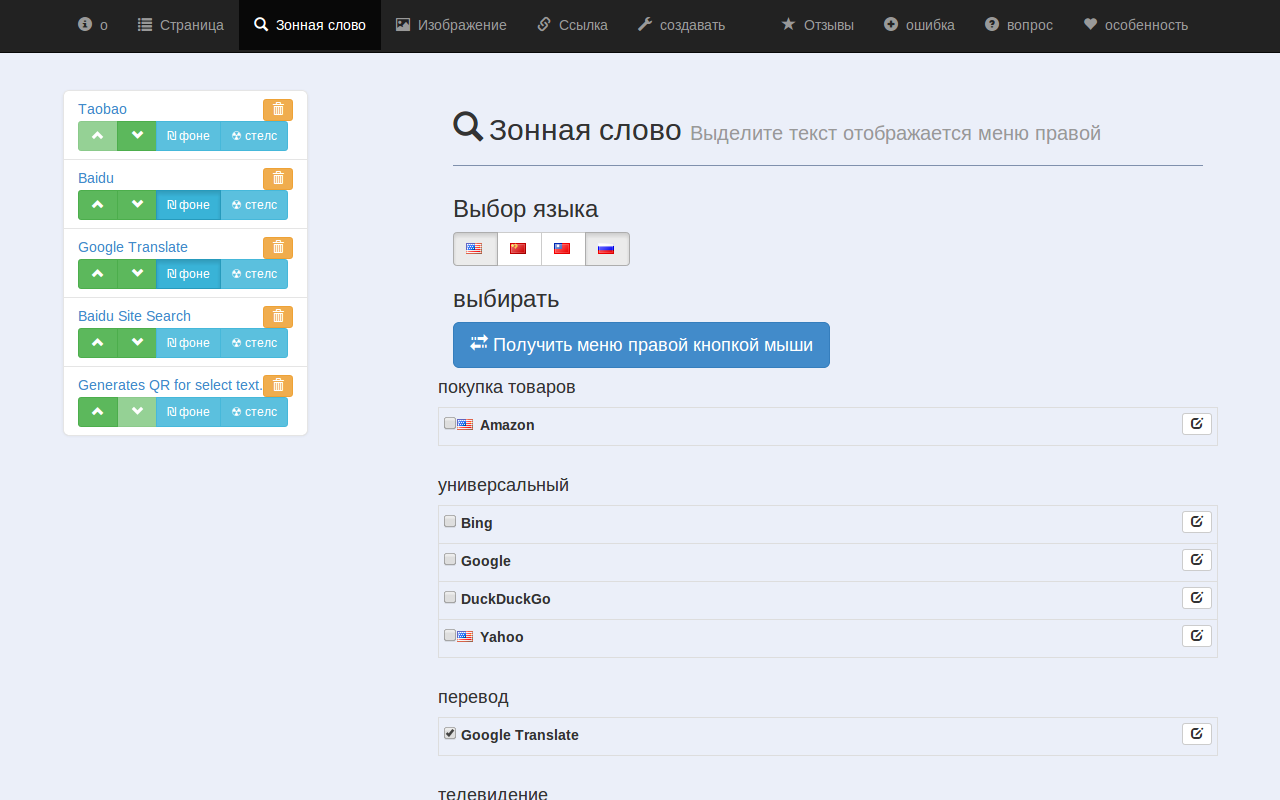 о Страница Зонная слово Изображение Ссылка создавать Отзывы ошибка вопрос особенность
Taobao
фоне стелс
Baidu
фоне стелс
Google Translate
фоне стелс
Baidu Site Search
фоне стелс
Generates QR for select text.
фоне стелс
Зонная слово Выделите текст отображается меню правой
Выбор языка
выбирать
Получить меню правой кнопкой мыши
покупка товаров
Amazon
универсальный
Bing
Google
DuckDuckGo
Yahoo
перевод
Google Translate
телевидение